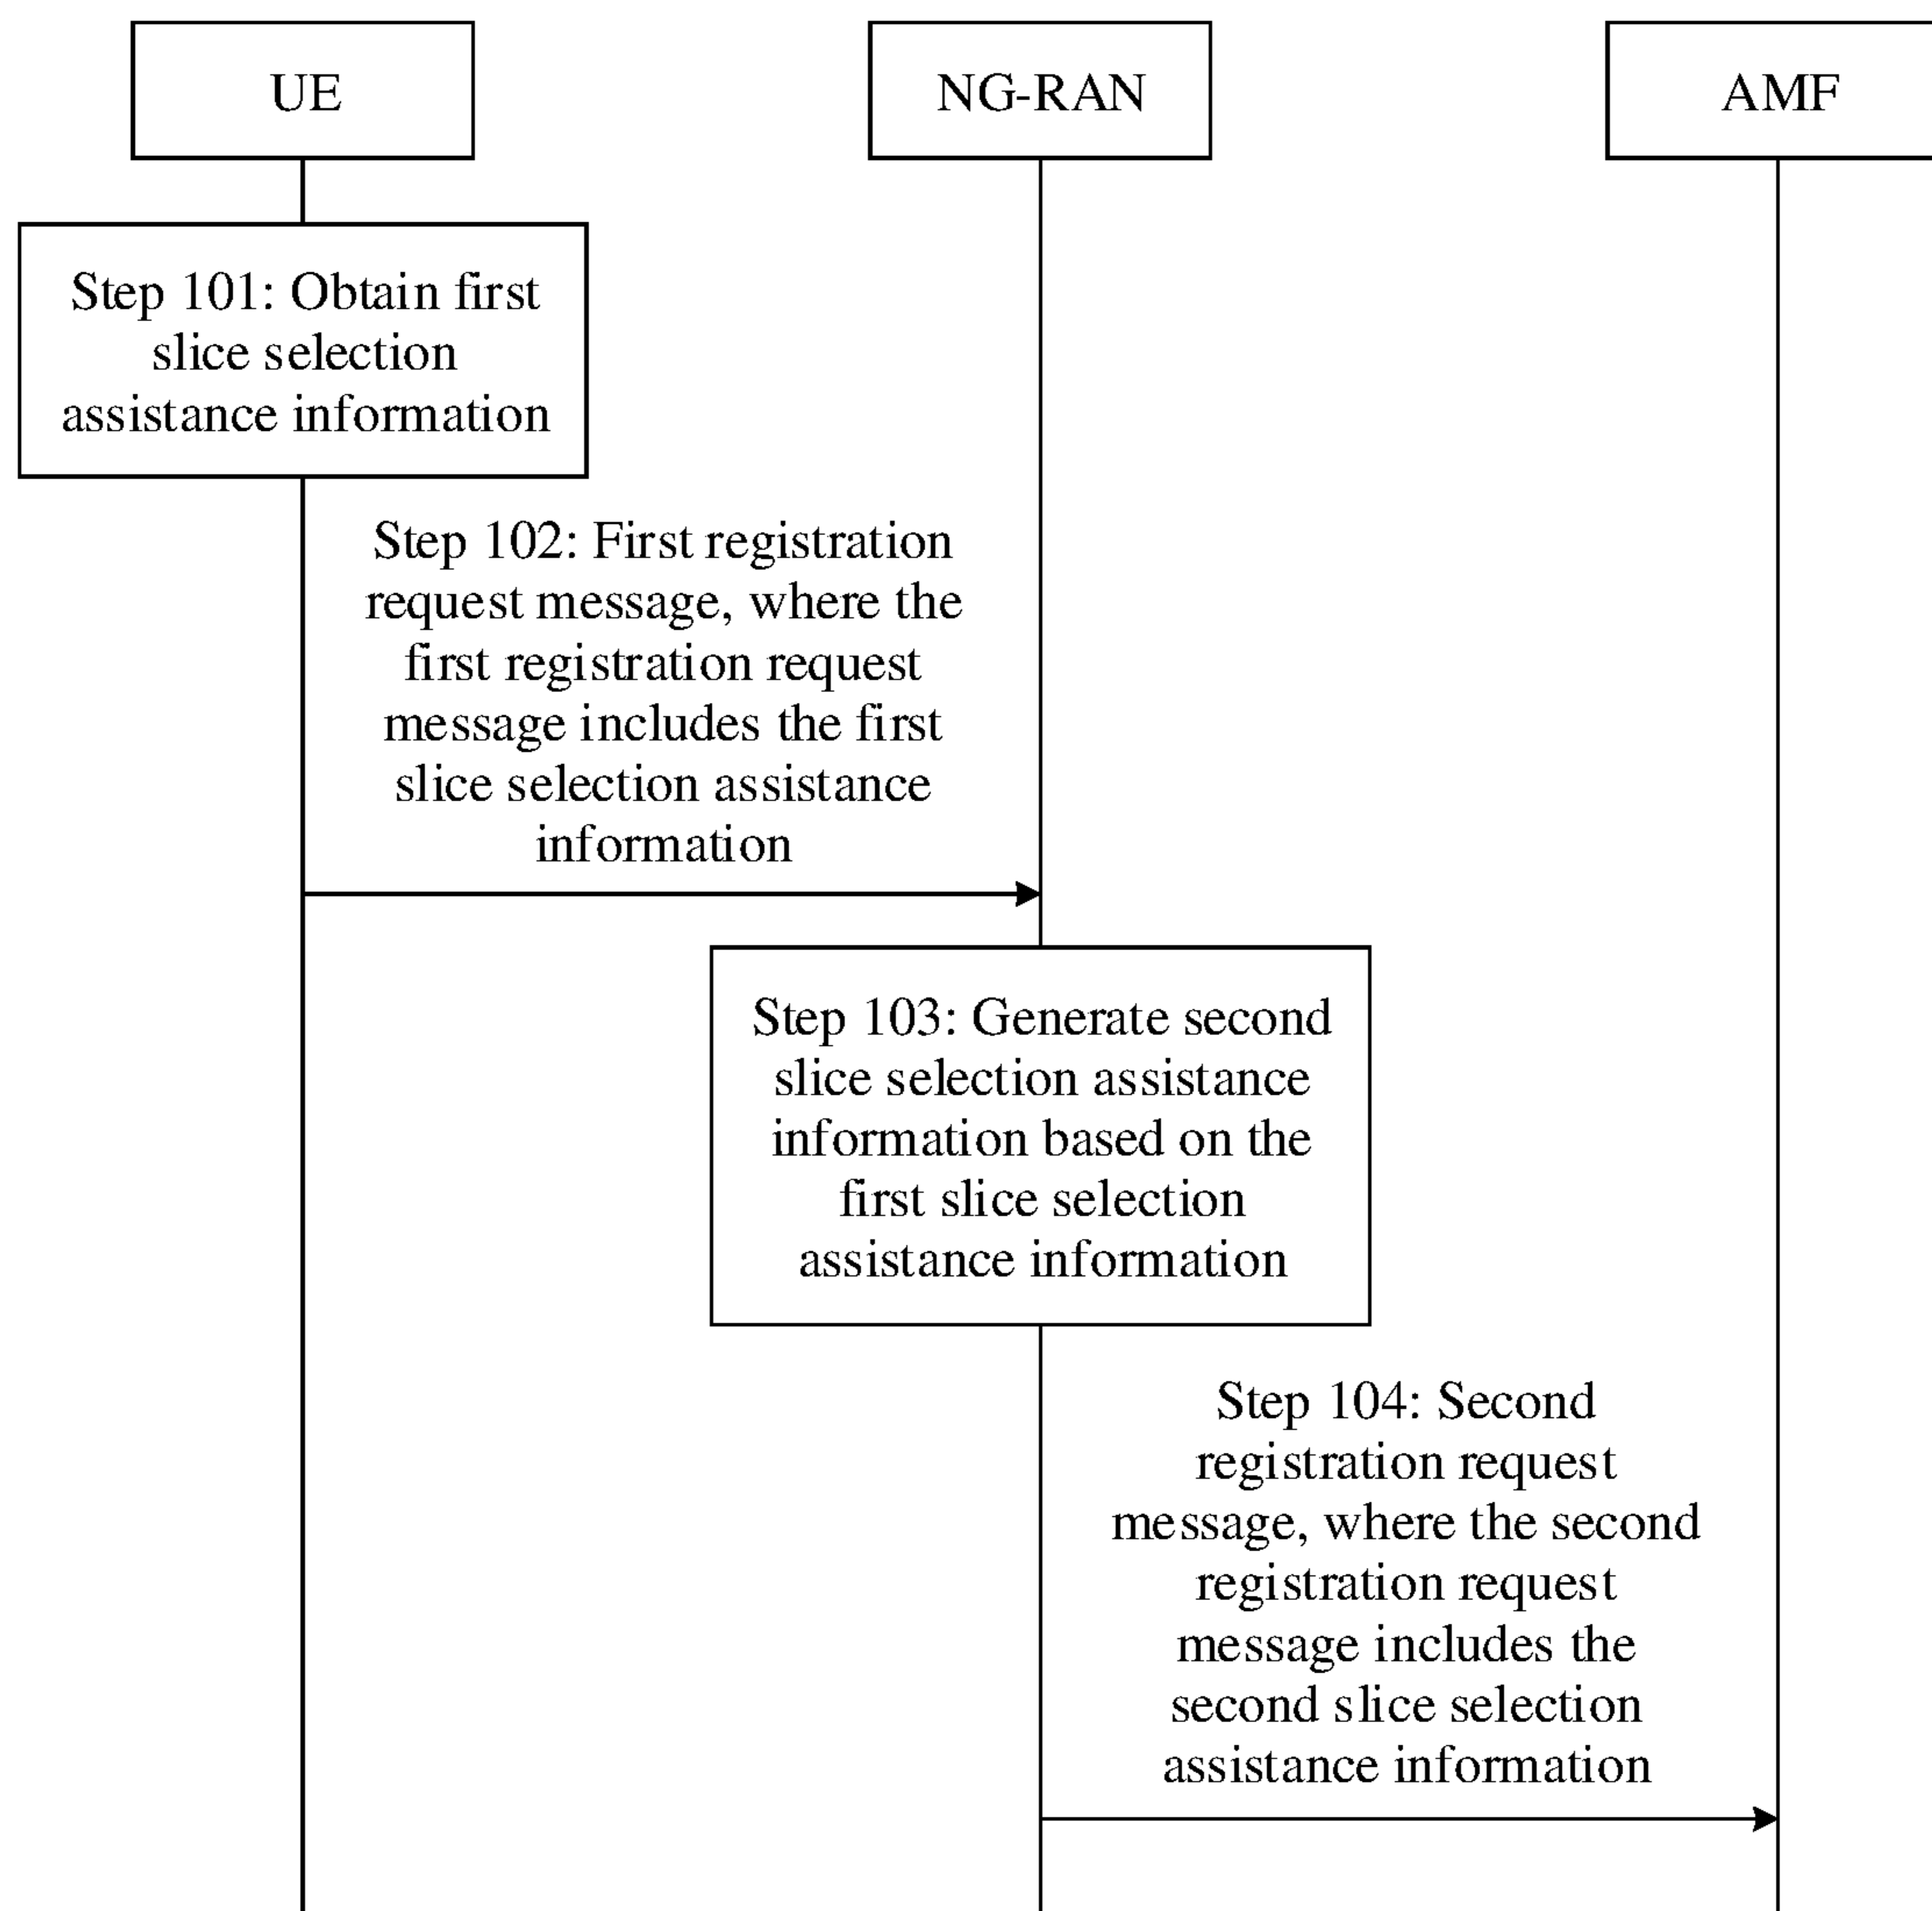 UE
NG-RAN
AMF
Step 101: Obtain first
slice selection
assistance information
Step 102: First registration
request message, where the
first registration request
message includes the first
slice selection assistance
information
Step 103: Generate second
slice selection assistance
information based on the
first slice selection
assistance information
Step 104: Second
registration request
message, where the second
registration request
message includes the
second slice selection
assistance information